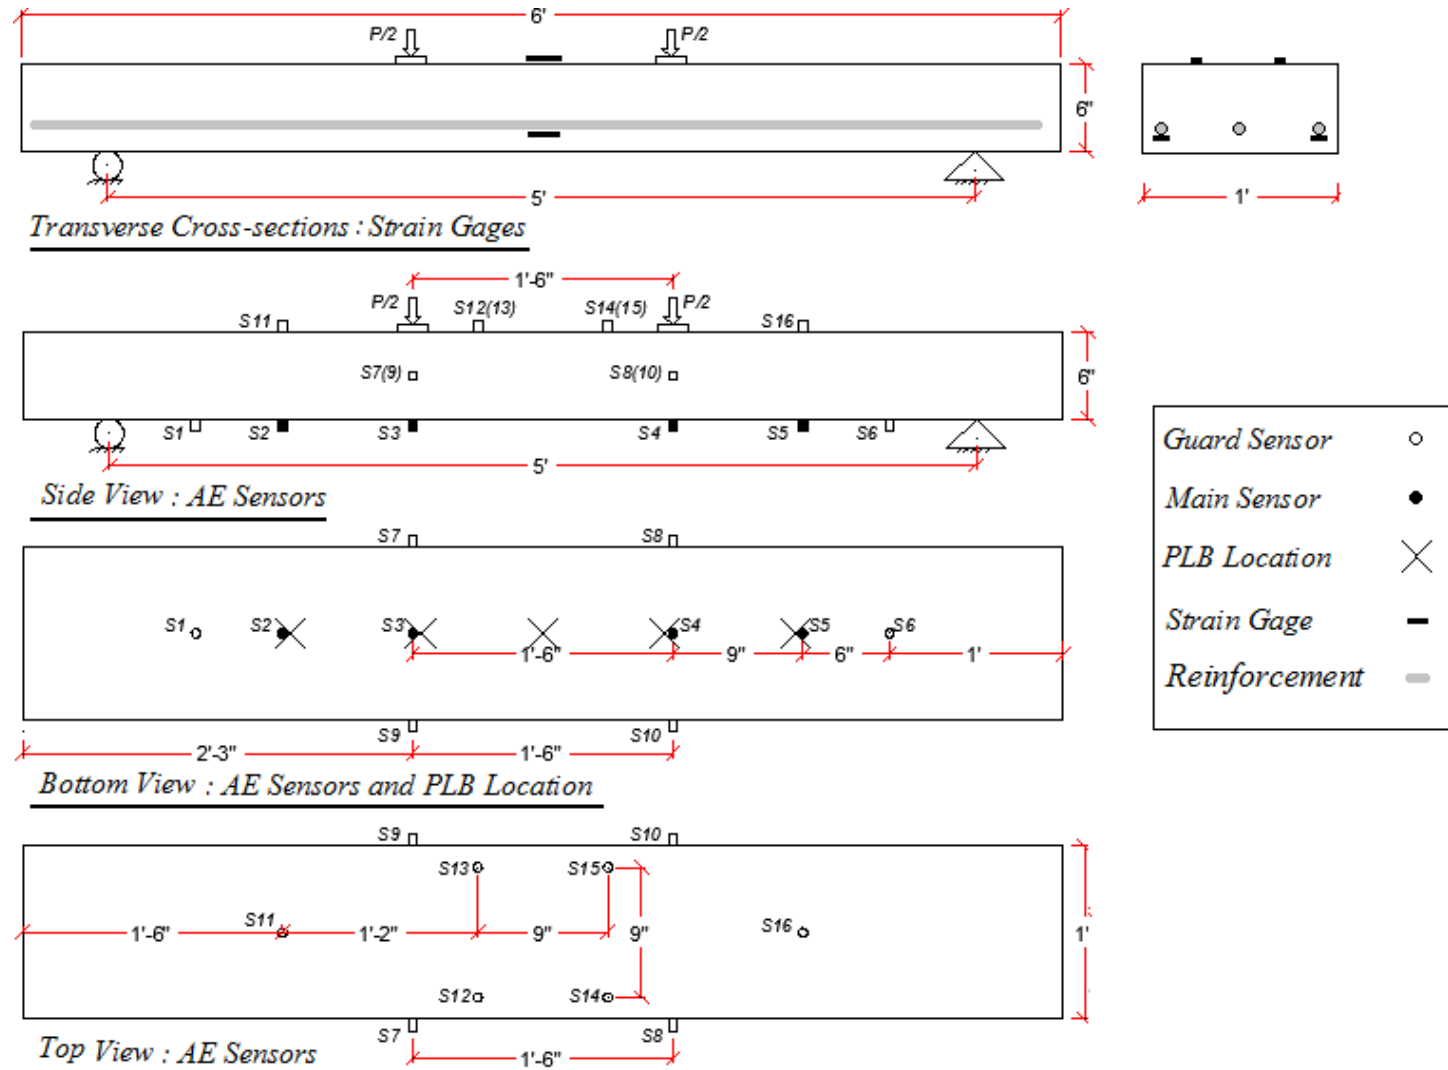 6'
P/2 P/2
6"
5' 1'
Transverse Cross-sections : Strain Gages
1'-6"
P/2 P/2
S11 S12(13) S14(15) S16
S7(9) S8(10) 6"
S1 S2 S3 S4 S5 S6
5'
Side View : AE Sensors
Guard Sensor
Main Sensor
PLB Location
Strain Gage
Reinforcement
S7 S8
S1 S2 S3 S4 S5 S6
1'-6" 9" 6" 1'
S9 S10
2'-3" 1'-6"
Bottom View : AE Sensors and PLB Location
S9 S10
S13 S15
S11 S16
1'-6" 1'-2" 9" 9" 1'
S12 S14
S7 S8
1'-6"
Top View : AE Sensors